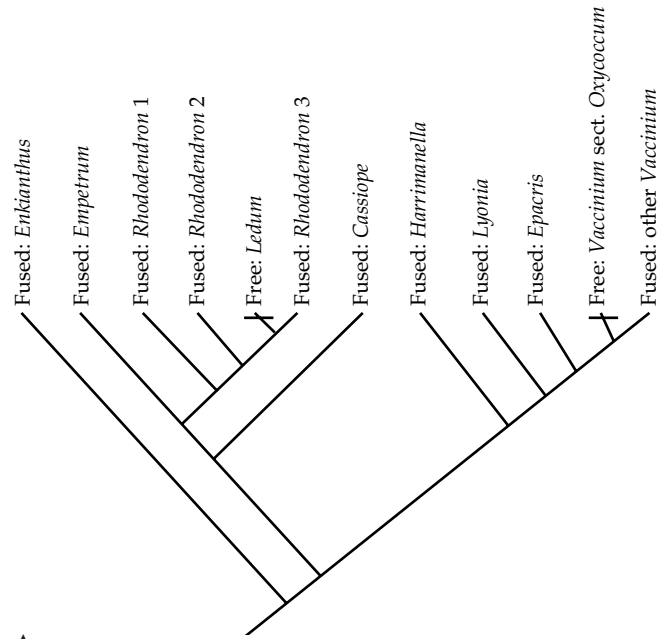 Fused: Enkianthus
Fused: Empetrum
Fused: Rhododendron 1
Fused: Rhododendron 2
Free: Ledum
Fused: Rhododendron 3
Fused: Cassiope
Fused: Harrimanella
Fused: Lyonia
Fused: Epacris
Free: Vaccinium sect. Oxycoccum
Fused: other Vaccinium